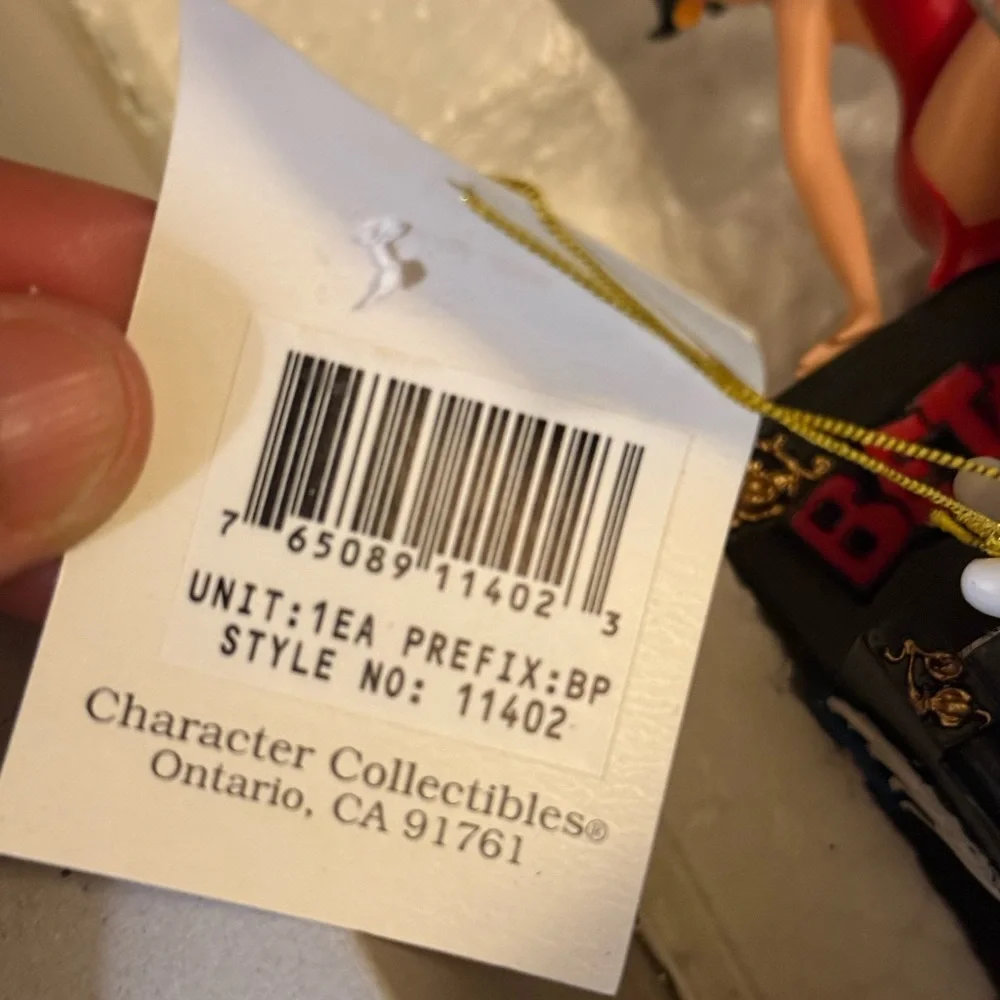 7 65089 11402 3
UNIT:1EA PREFIX:BP
STYLE NO: 11402
Character Collectibles®
Ontario, CA 91761